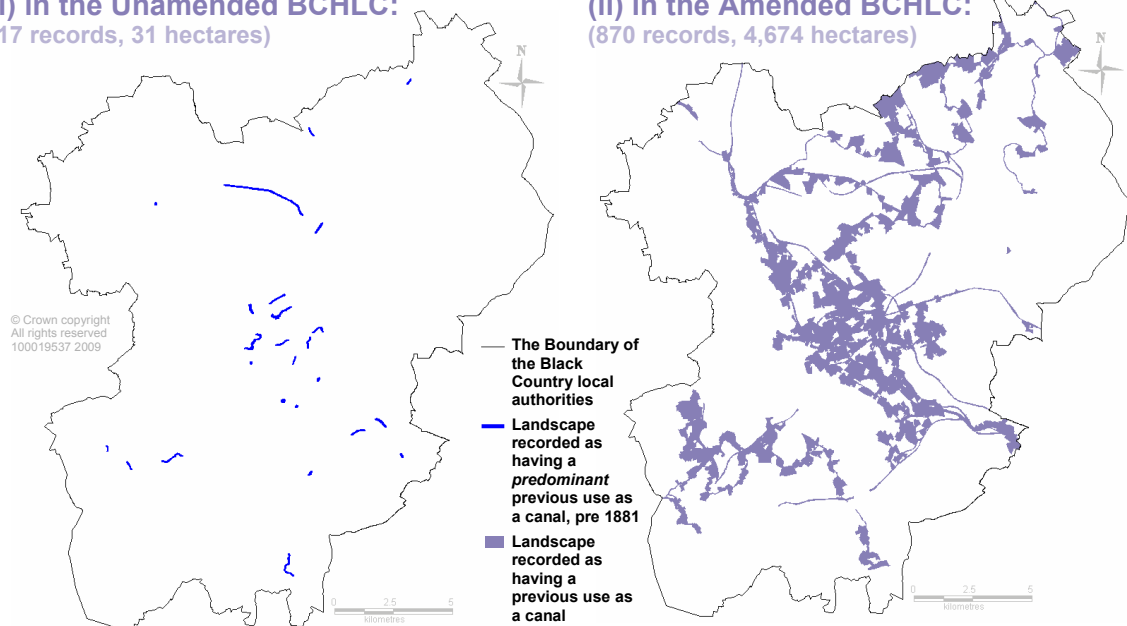 ) in the Unamended BCHLC:
17 records, 31 hectares)
(ii) in the Amended BCHLC:
(870 records, 4,674 hectares)
N
N
© Crown copyright
All rights reserved
100019537 2009
The Boundary of
the Black
Country local
authorities
Landscape
recorded as
having a
predominant
previous use as
a canal, pre 1881
Landscape
recorded as
having a
previous use as
a canal
0 2.5 5
kilometres
0 2.5 5
kilometres